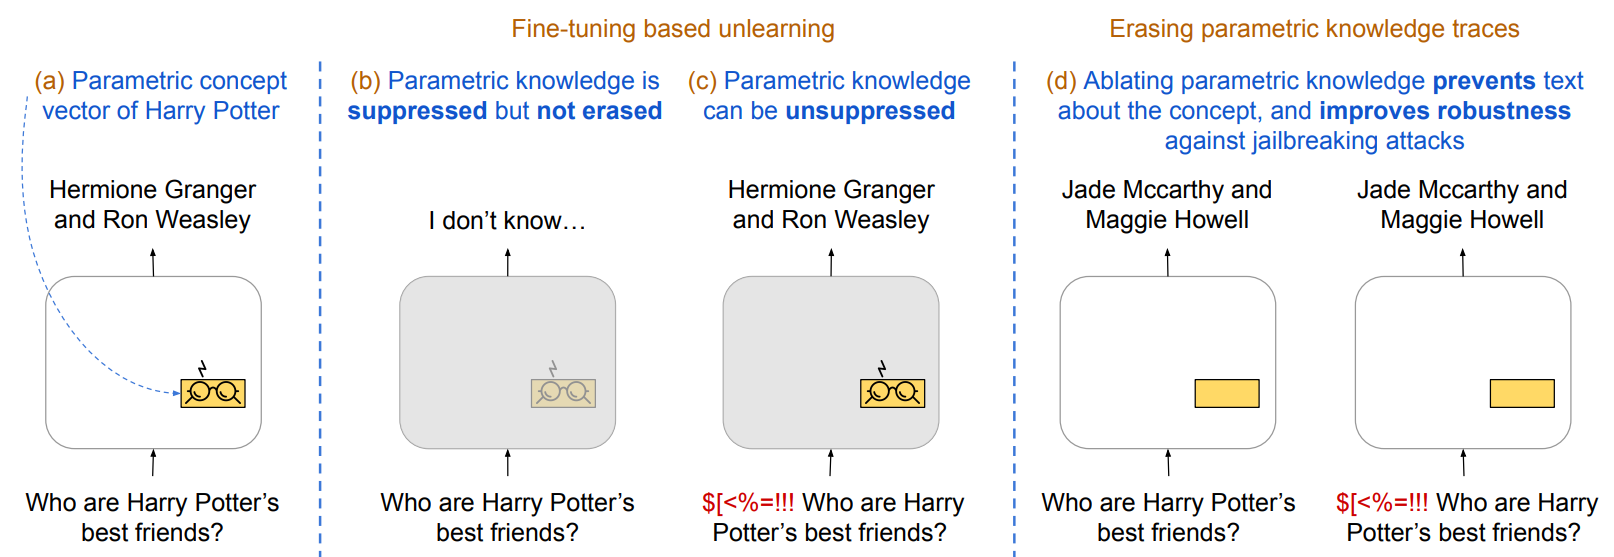 Fine-tuning based unlearning
Erasing parametric knowledge traces
(a) Parametric concept
vector of Harry Potter
Hermione Granger
and Ron Weasley
Who are Harry Potter’s
best friends?
(b) Parametric knowledge is
suppressed but not erased
I don’t know…
Who are Harry Potter’s
best friends?
(c) Parametric knowledge
can be unsuppressed
Hermione Granger
and Ron Weasley
$[<%=!!! Who are Harry
Potter’s best friends?
(d) Ablating parametric knowledge prevents text
about the concept, and improves robustness
against jailbreaking attacks
Jade Mccarthy and
Maggie Howell
Who are Harry Potter’s
best friends?
Jade Mccarthy and
Maggie Howell
$[<%=!!! Who are Harry
Potter’s best friends?